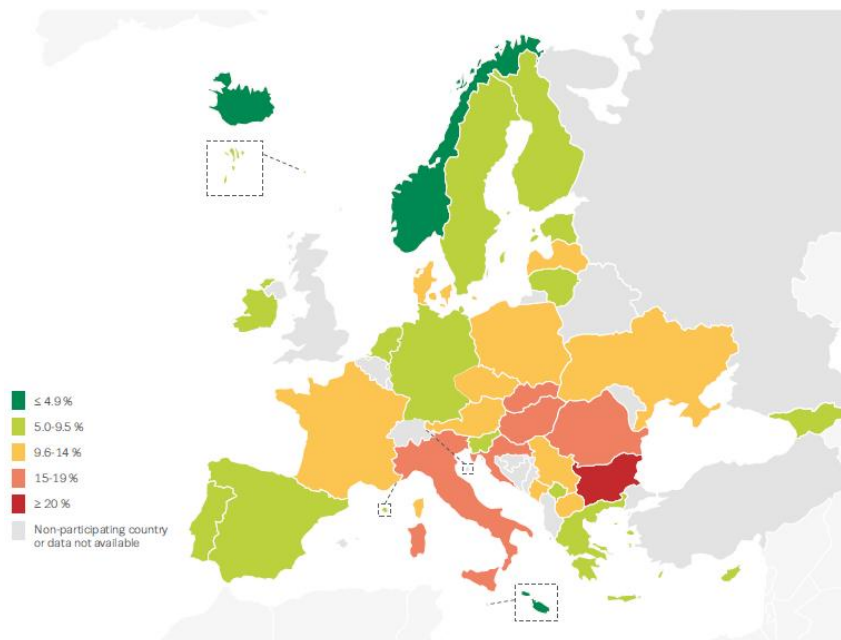 ≤ 4.9 %
5.0-9.5 %
9.6-14 %
15-19 %
≥ 20 %
Non-participating country
or data not available